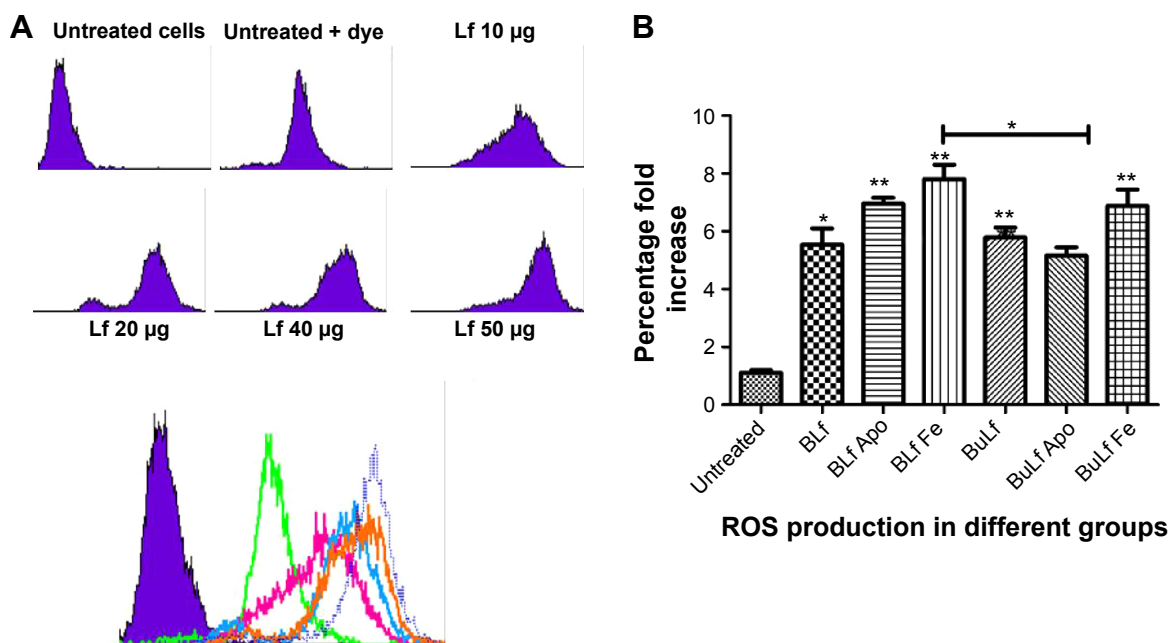 A
Untreated cells
Untreated + dye
Lf 10 µg
Lf 20 µg
Lf 40 µg
Lf 50 µg
B
Percentage fold
increase
10
8
6
4
2
0
*
**
**
**
**
*
Untreated
BLf
BLf Apo
BLf Fe
BuLf
BuLf Apo
BuLf Fe
ROS production in different groups